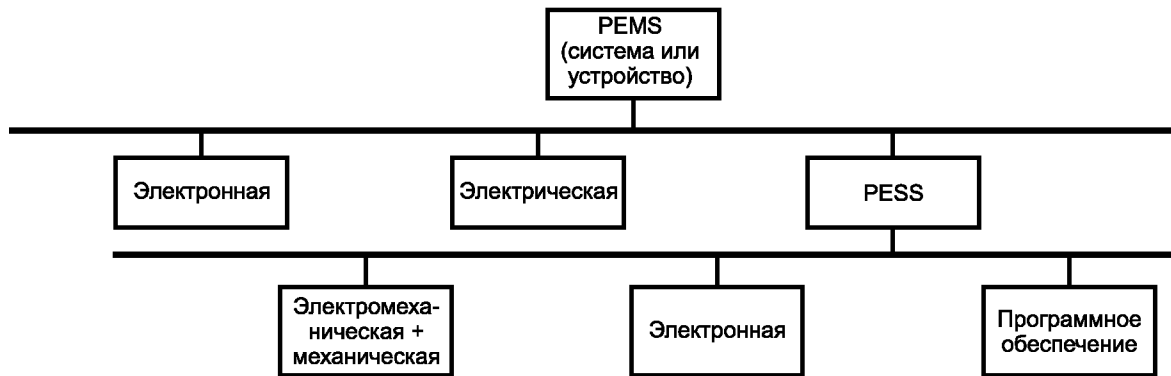 PEMS
(система или
устройство)
Электронная
Электрическая
PESS
Электромеха-
ническая +
механическая
Электронная
Программное
обеспечение